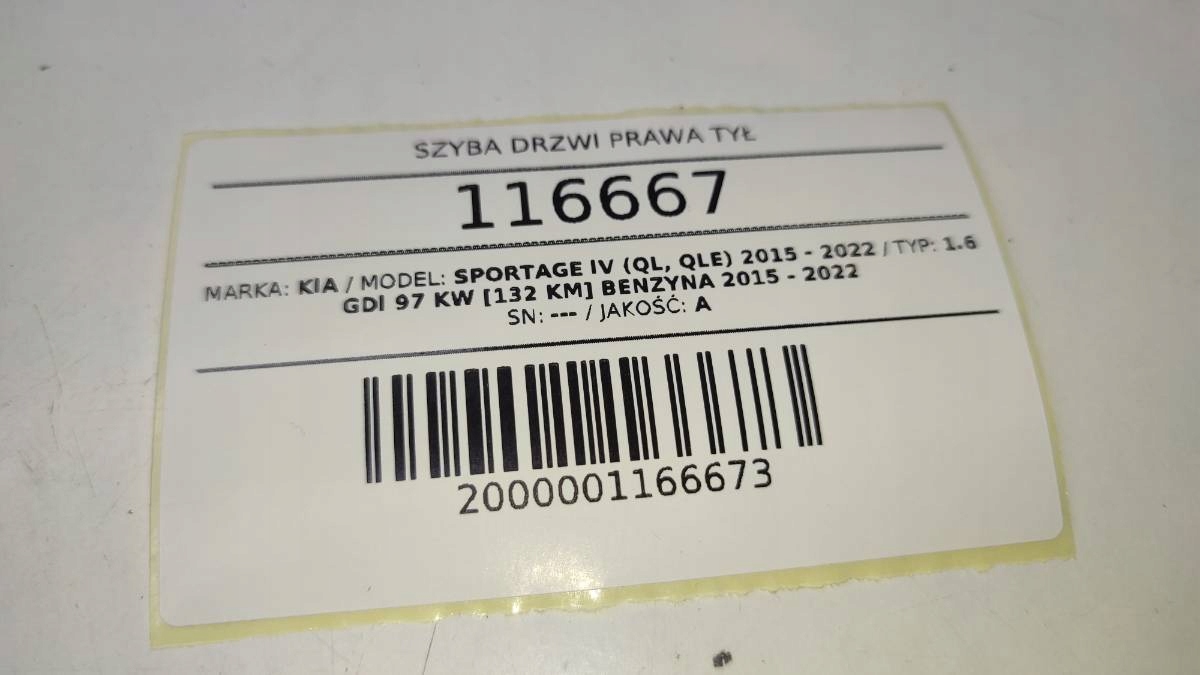 SZYBA DRZWI PRAWA TYŁ
116667
MARKA: KIA / MODEL: SPORTAGE IV (QL, QLE) 2015 - 2022 / TYP: 1.6
GDI 97 KW [132 KM] BENZYNA 2015 - 2022
SN: --- / JAKOŚĆ: A
2000001166673